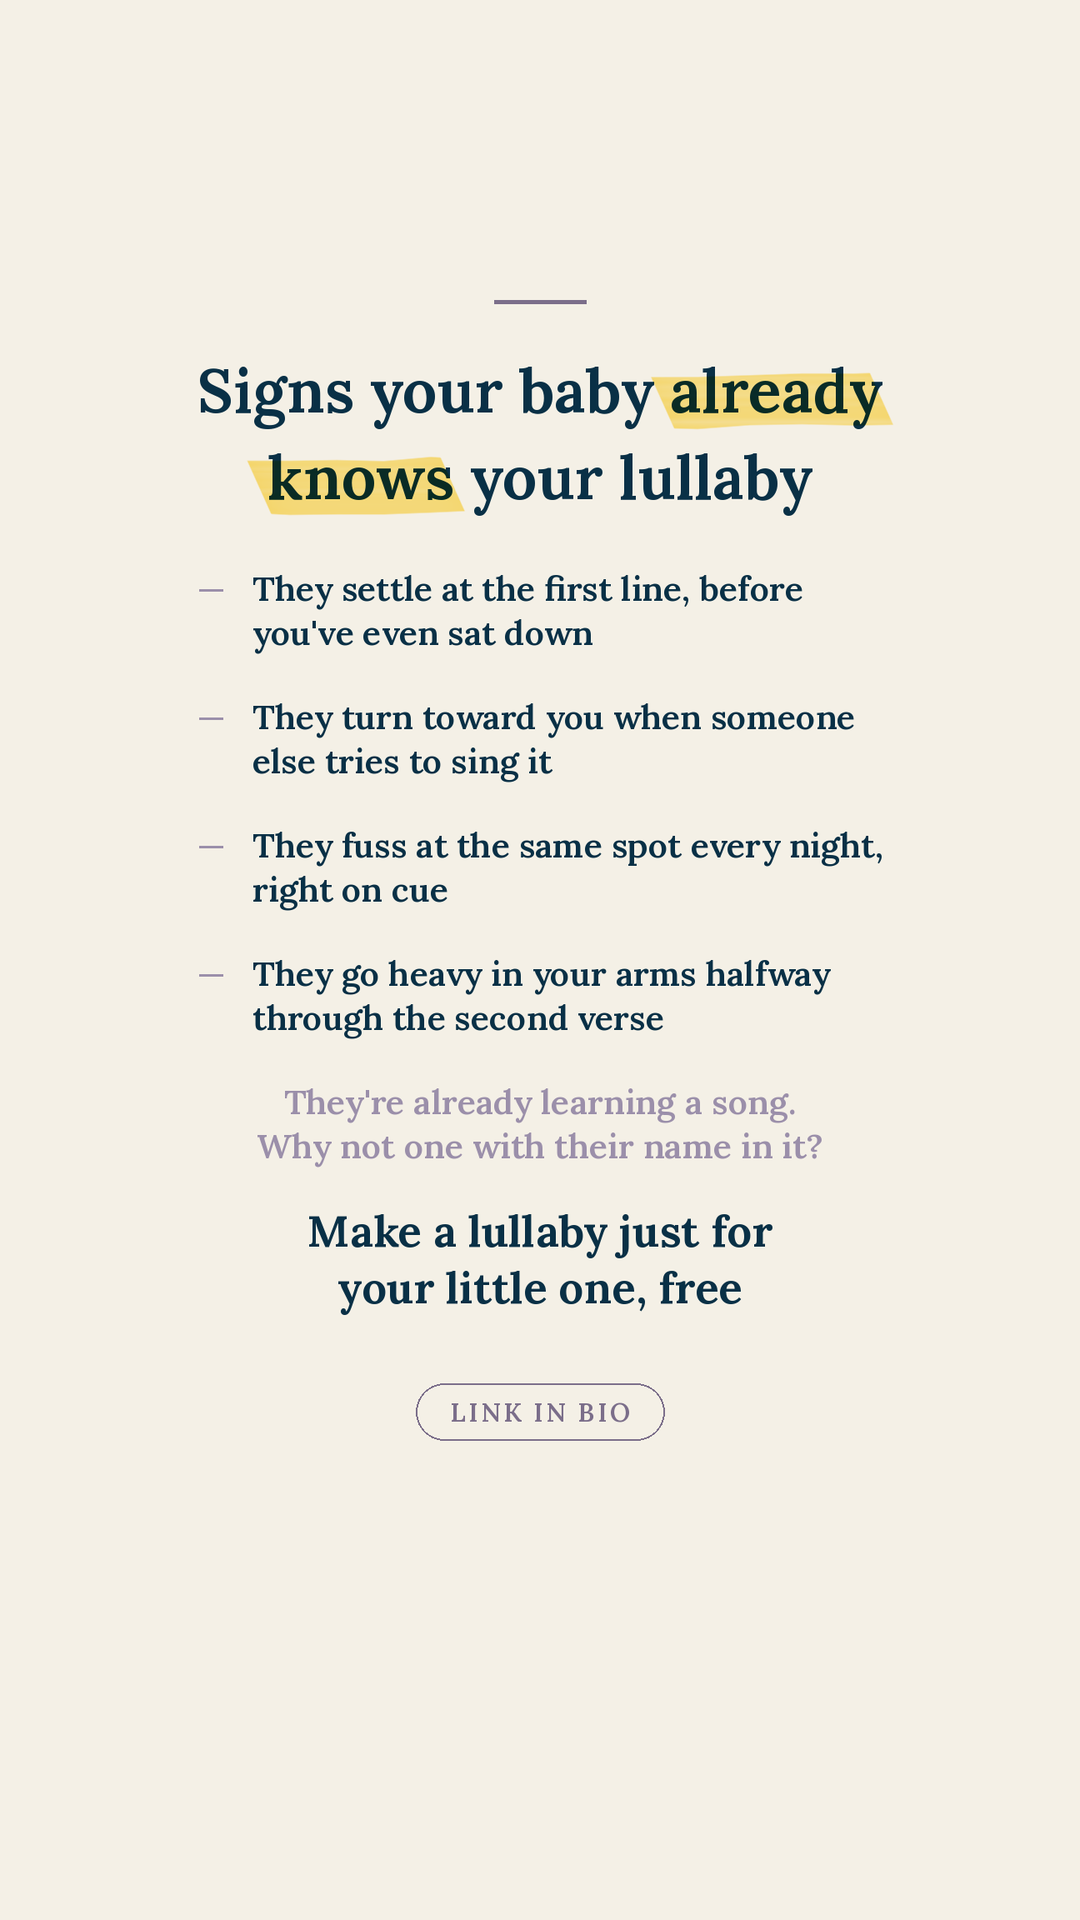 Signs your baby already
knows your lullaby
— They settle at the first line, before
you've even sat down
— They turn toward you when someone
else tries to sing it
— They fuss at the same spot every night,
right on cue
— They go heavy in your arms halfway
through the second verse
They're already learning a song.
Why not one with their name in it?
Make a lullaby just for
your little one, free
LINK IN BIO